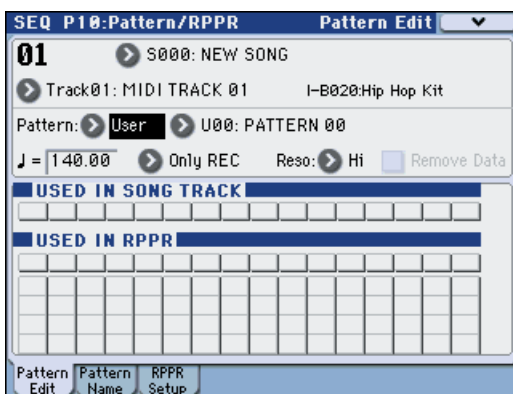 SEQ P10:Pattern/RPPR Pattern Edit
01 S000: NEW SONG
Track01: MIDI TRACK 01 I-B020:Hip Hop Kit
Pattern: User U00: PATTERN 00
♩ = 140.00 Only REC Reso: Hi Remove Data
USED IN SONG TRACK
USED IN RPPR
Pattern Edit Pattern Name RPPR Setup